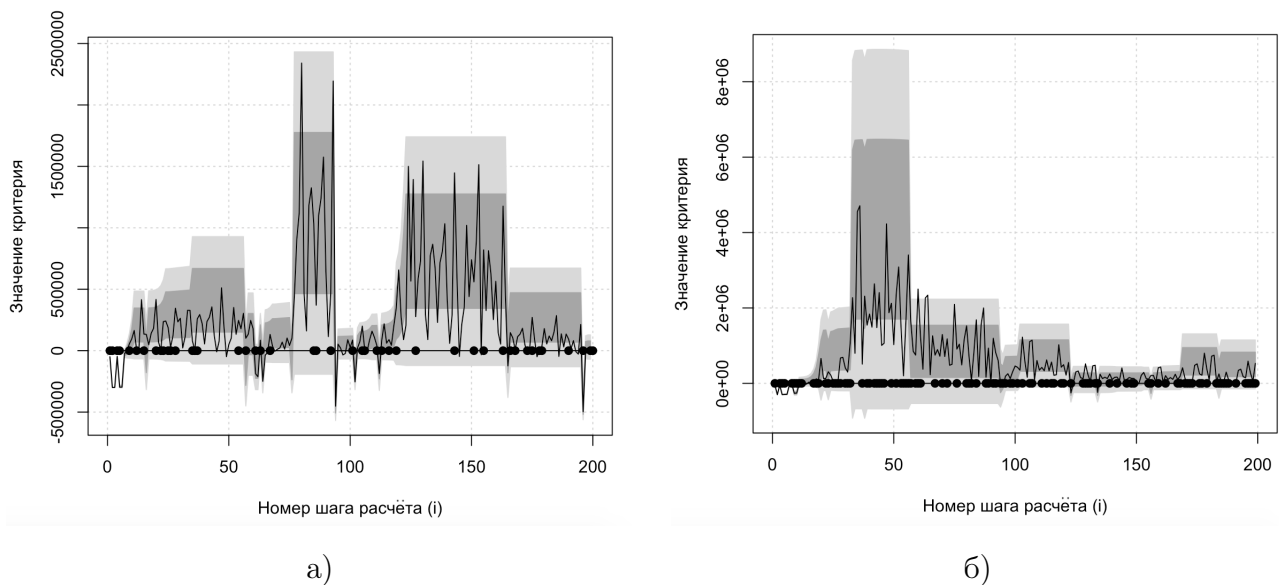 Значение критерия
-500000 0 500000 1500000 2500000
0 50 100 150 200
Номер шага расчёта (i)
а)
Значение критерия
0e+00 2e+06 4e+06 6e+06 8e+06
0 50 100 150 200
Номер шага расчёта (i)
б)